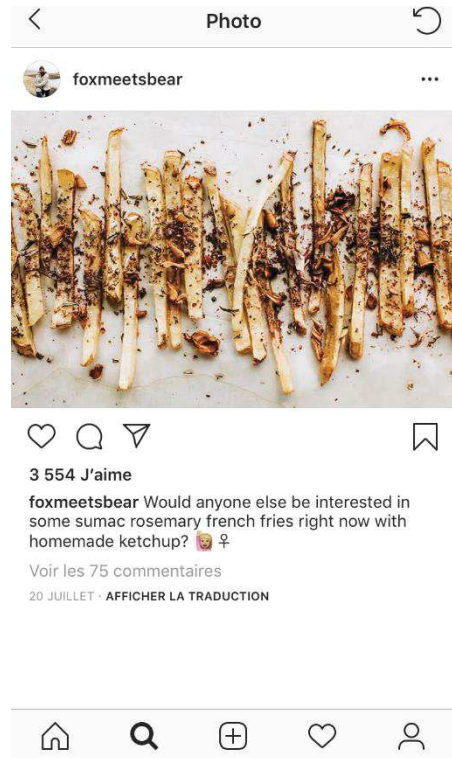 Photo
foxmeetsbear
3 554 J'aime
foxmeetsbear Would anyone else be interested in
some sumac rosemary french fries right now with
homemade ketchup? 🙋🏼♀
Voir les 75 commentaires
20 JUILLET · AFFICHER LA TRADUCTION